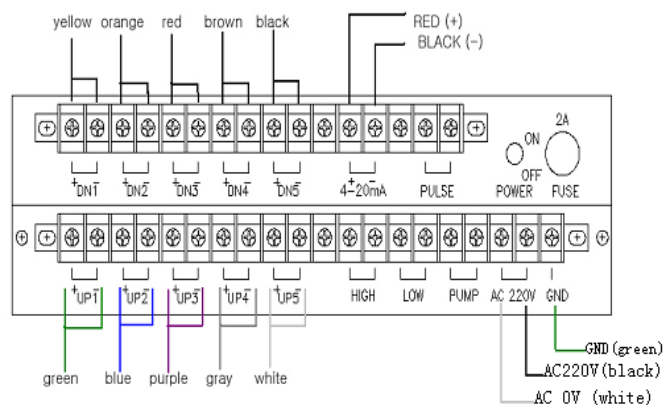 yellow orange red brown black
RED (+)
BLACK (-)
2A
ON
OFF
+DN1- +DN2- +DN3- +DN4- +DN5- +4-20mA- PULSE POWER FUSE
+UP1- +UP2- +UP3- +UP4- +UP5- HIGH LOW PUMP AC 220V GND
GND(green)
green blue purple gray white
AC220V(black)
AC 0V (white)